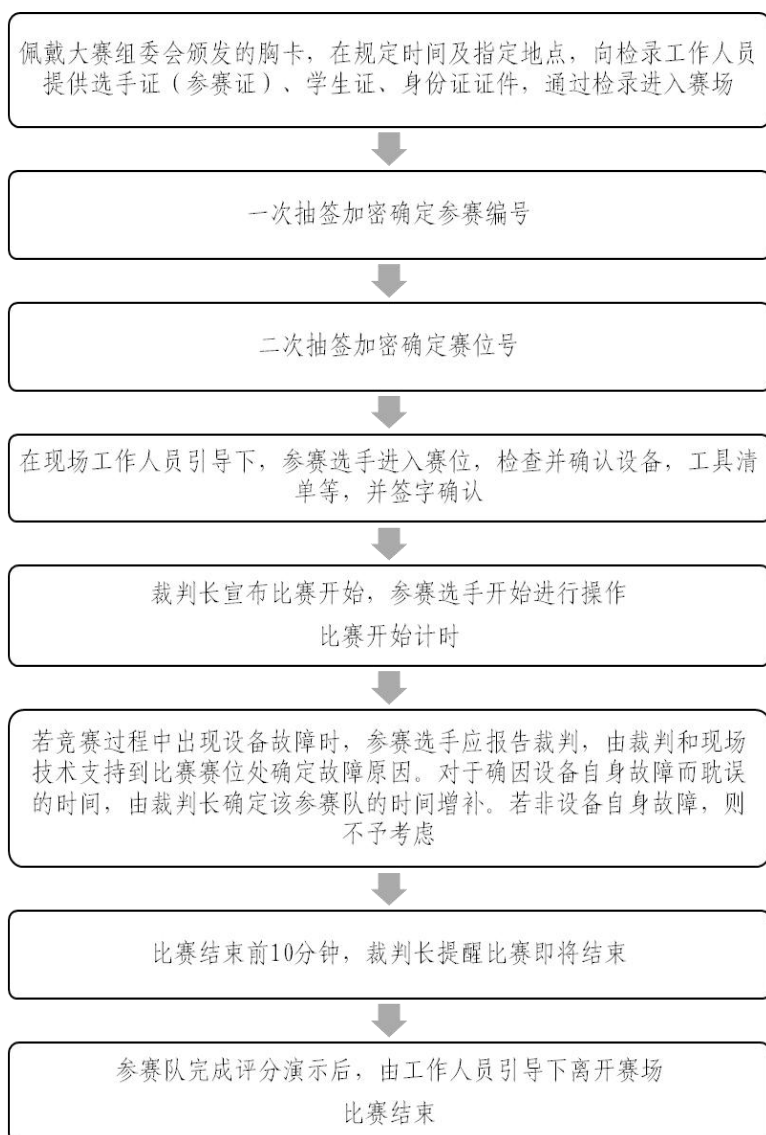 佩戴大赛组委会颁发的胸卡，在规定时间及指定地点，向检录工作人员
提供选手证（参赛证）、学生证、身份证证件，通过检录进入赛场
一次抽签加密确定参赛编号
二次抽签加密确定赛位号
在现场工作人员引导下，参赛选手进入赛位，检查并确认设备，工具清
单等，并签字确认
裁判长宣布比赛开始，参赛选手开始进行操作
比赛开始计时
若竞赛过程中出现设备故障时，参赛选手应报告裁判，由裁判和现场
技术支持到比赛赛位处确定故障原因。对于确因设备自身故障而耽误
的时间，由裁判长确定该参赛队的时间增补。若非设备自身故障，则
不予考虑
比赛结束前10分钟，裁判长提醒比赛即将结束
参赛队完成评分演示后，由工作人员引导下离开赛场
比赛结束